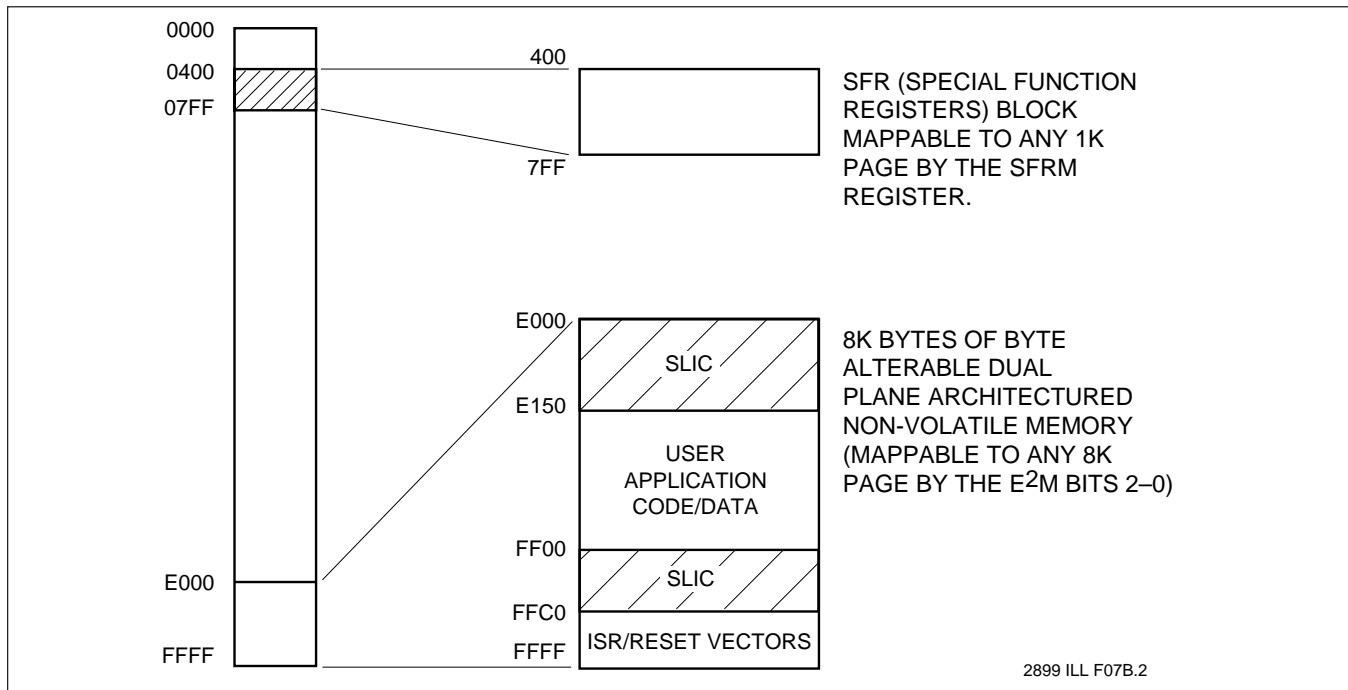 0000
0400
07FF
E000
FFFF
400
7FF
SFR (SPECIAL FUNCTION
REGISTERS) BLOCK
MAPPABLE TO ANY 1K
PAGE BY THE SFRM
REGISTER.
E000
SLIC
E150
USER
APPLICATION
CODE/DATA
FF00
SLIC
FFC0
ISR/RESET VECTORS
FFFF
8K BYTES OF BYTE
ALTERABLE DUAL
PLANE ARCHITECTURED
NON-VOLATILE MEMORY
(MAPPABLE TO ANY 8K
PAGE BY THE E2M BITS 2–0)
2899 ILL F07B.2